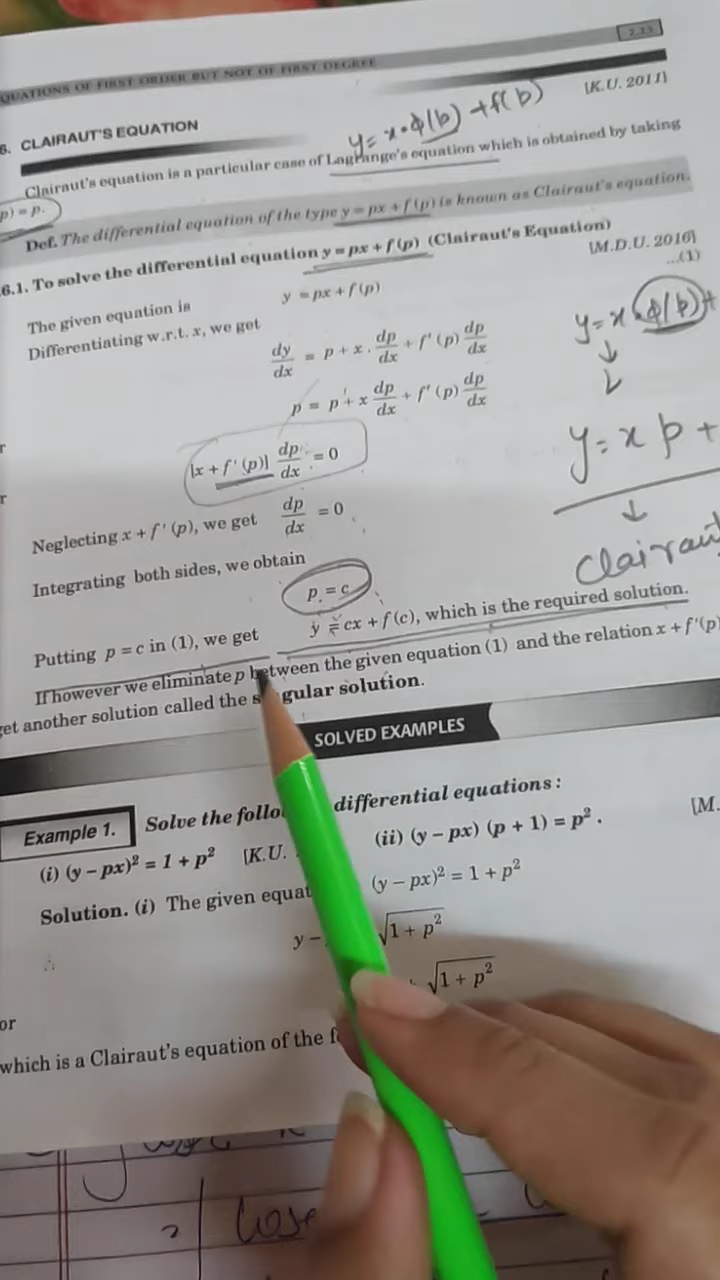 QUATIONS OF FIRST ORDER BUT NOT OF FIRST DEGREE 2.13
6. CLAIRAUT'S EQUATION y = x·φ(p) + f(p) [K.U. 2011]
Clairaut's equation is a particular case of Lagrange's equation which is obtained by taking
p) = p.
Def. The differential equation of the type y = px + f(p) is known as Clairaut's equation.
.6.1. To solve the differential equation y = px + f(p) (Clairaut's Equation)
[M.D.U. 2016]
The given equation is y = px + f(p) ...(1)
Differentiating w.r.t. x, we get
dy/dx = p + x . dp/dx + f'(p) dp/dx
y = x φ(p) +
p = p + x dp/dx + f'(p) dp/dx
r
[x + f'(p)] dp/dx = 0
y = x p +
r
Neglecting x + f'(p), we get dp/dx = 0
Integrating both sides, we obtain
Clairaut
p = c
Putting p = c in (1), we get y = cx + f(c), which is the required solution.
If however we eliminate p between the given equation (1) and the relation x + f'(p)
get another solution called the singular solution.
SOLVED EXAMPLES
Example 1. Solve the follo differential equations :
(i) (y – px)² = 1 + p² [K.U. (ii) (y – px) (p + 1) = p². [M.
Solution. (i) The given equat (y – px)² = 1 + p²
∴ y – √1 + p²
or √1 + p²
which is a Clairaut's equation of the f